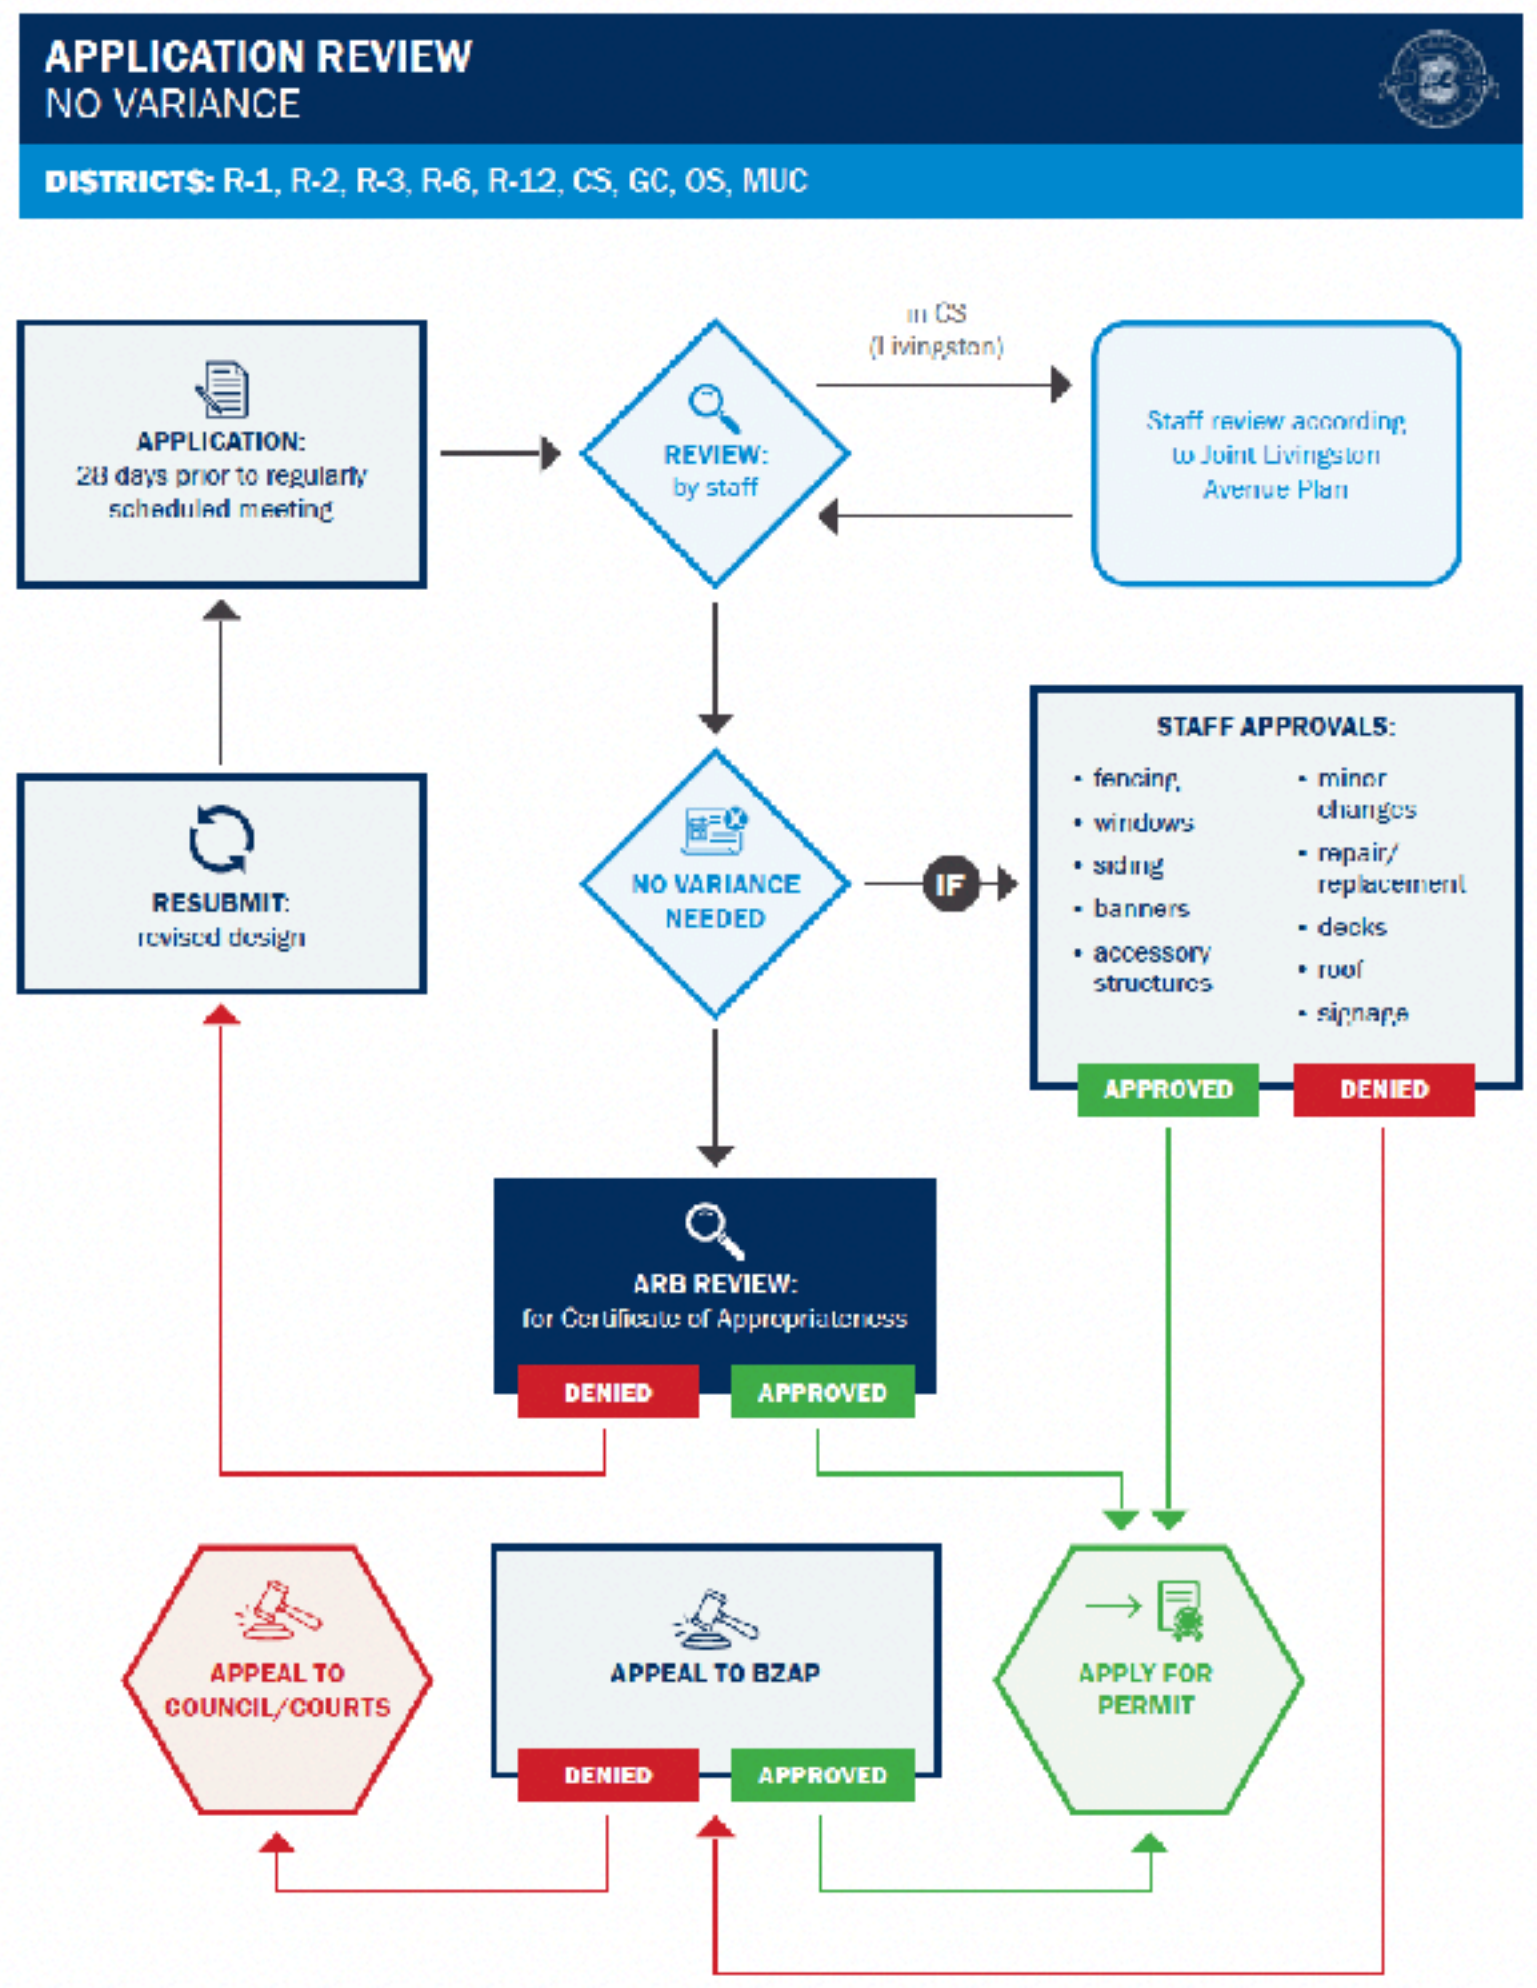 APPLICATION REVIEW
NO VARIANCE
DISTRICTS: R-1, R-2, R-3, R-6, R-12, CS, GC, OS, MUC
APPLICATION:
28 days prior to regularly
scheduled meeting
REVIEW:
by staff
in CS
(Livingston)
Staff review according
to Joint Livingston
Avenue Plan
RESUBMIT:
revised design
NO VARIANCE
NEEDED
IF
STAFF APPROVALS:
• fencing
• windows
• siding
• banners
• accessory
structures
• minor
changes
• repair/
replacement
• decks
• roof
• signage
APPROVED
DENIED
ARB REVIEW:
for Certificate of Appropriateness
DENIED
APPROVED
APPEAL TO
COUNCIL/COURTS
APPEAL TO BZAP
DENIED
APPROVED
APPLY FOR
PERMIT